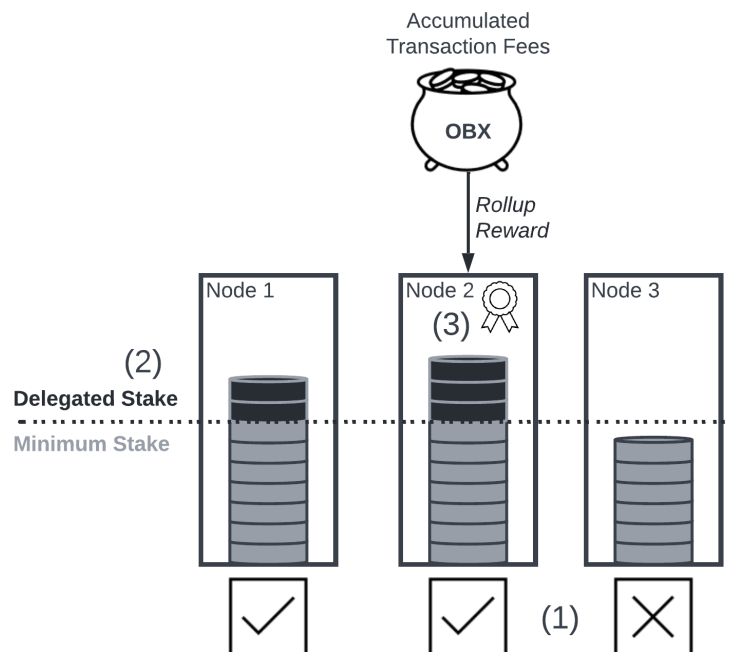 Accumulated
Transaction Fees
OBX
Rollup
Reward
Node 1
Node 2
Node 3
(3)
(2)
Delegated Stake
Minimum Stake
(1)